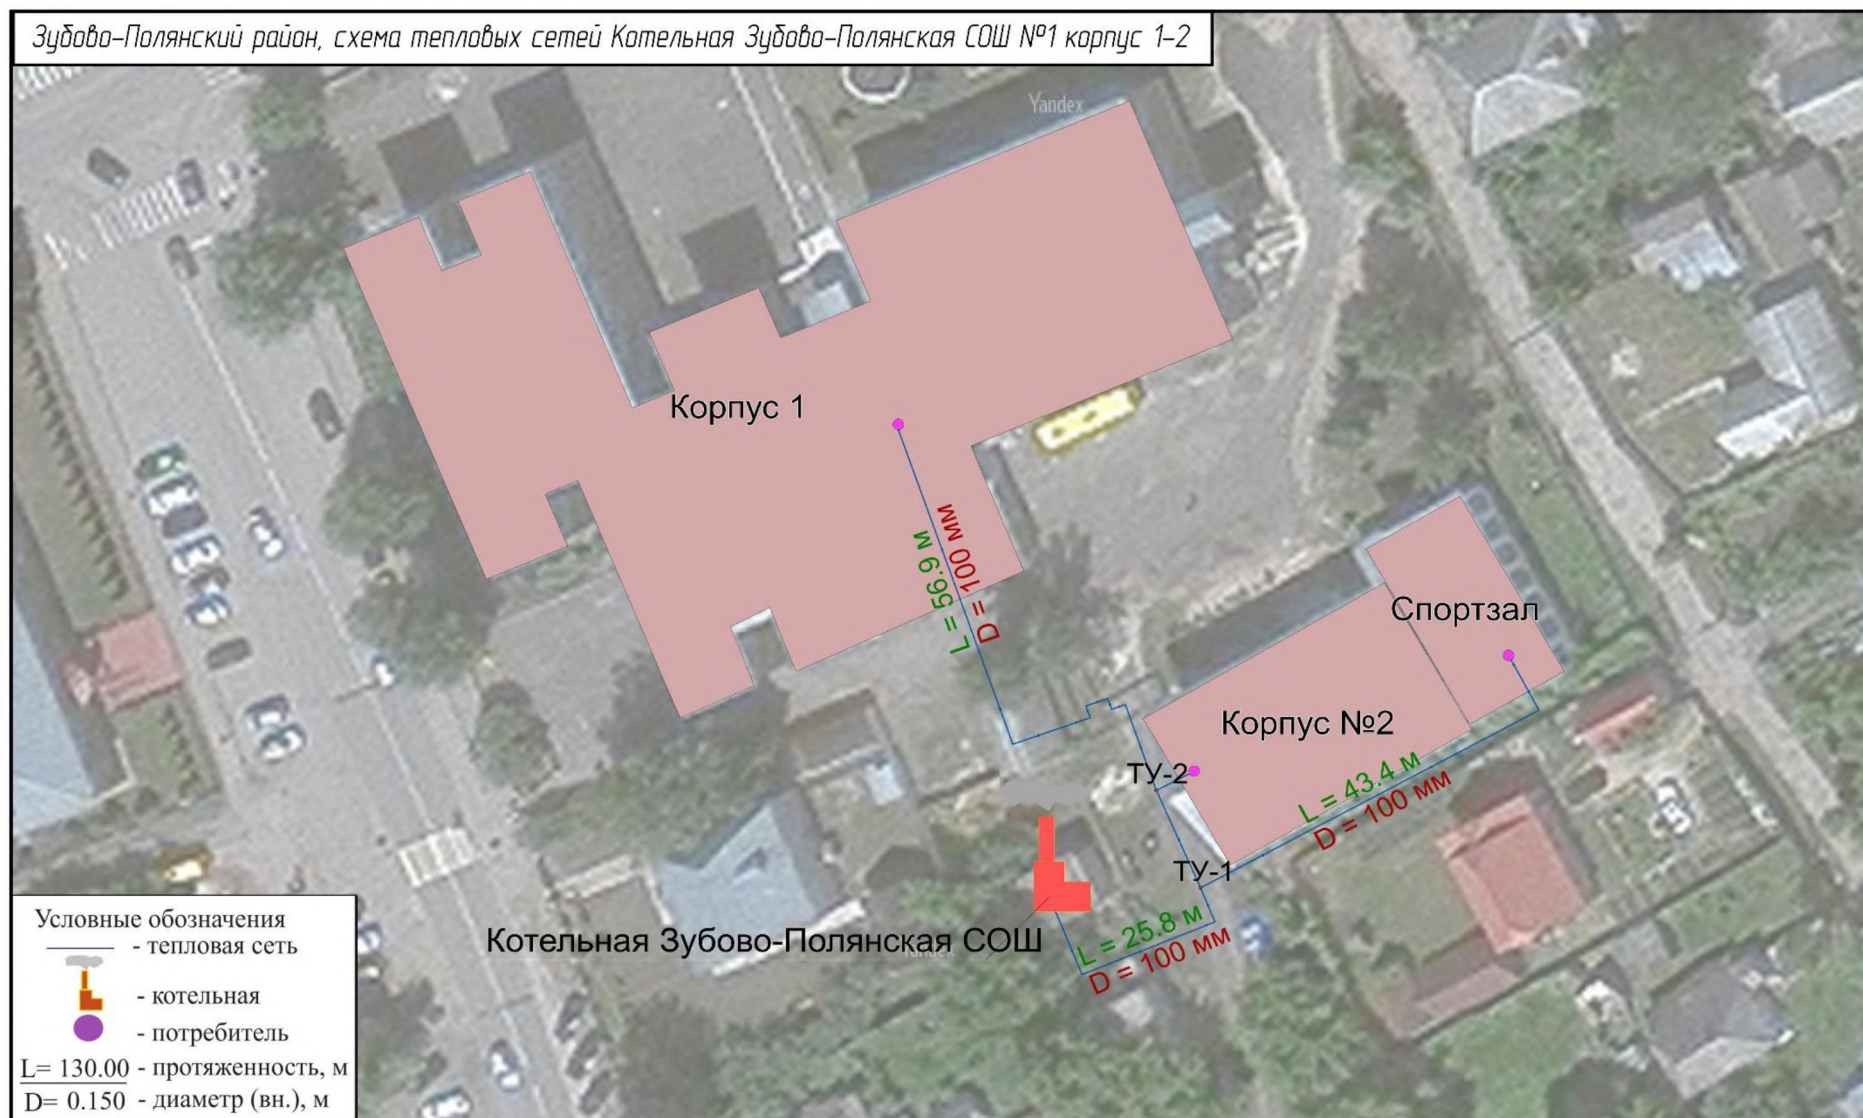 Зубово-Полянский район, схема тепловых сетей Котельная Зубово-Полянская СОШ №1 корпус 1-2
Yandex
Корпус 1
L = 56.9 м
D = 100 мм
Спортзал
Корпус №2
ТУ-2
L = 43.4 м
D = 100 мм
ТУ-1
Котельная Зубово-Полянская СОШ
Yandex
L = 25.8 м
D = 100 мм
Условные обозначения
- тепловая сеть
- котельная
- потребитель
L= 130.00 - протяженность, м
D= 0.150 - диаметр (вн.), м